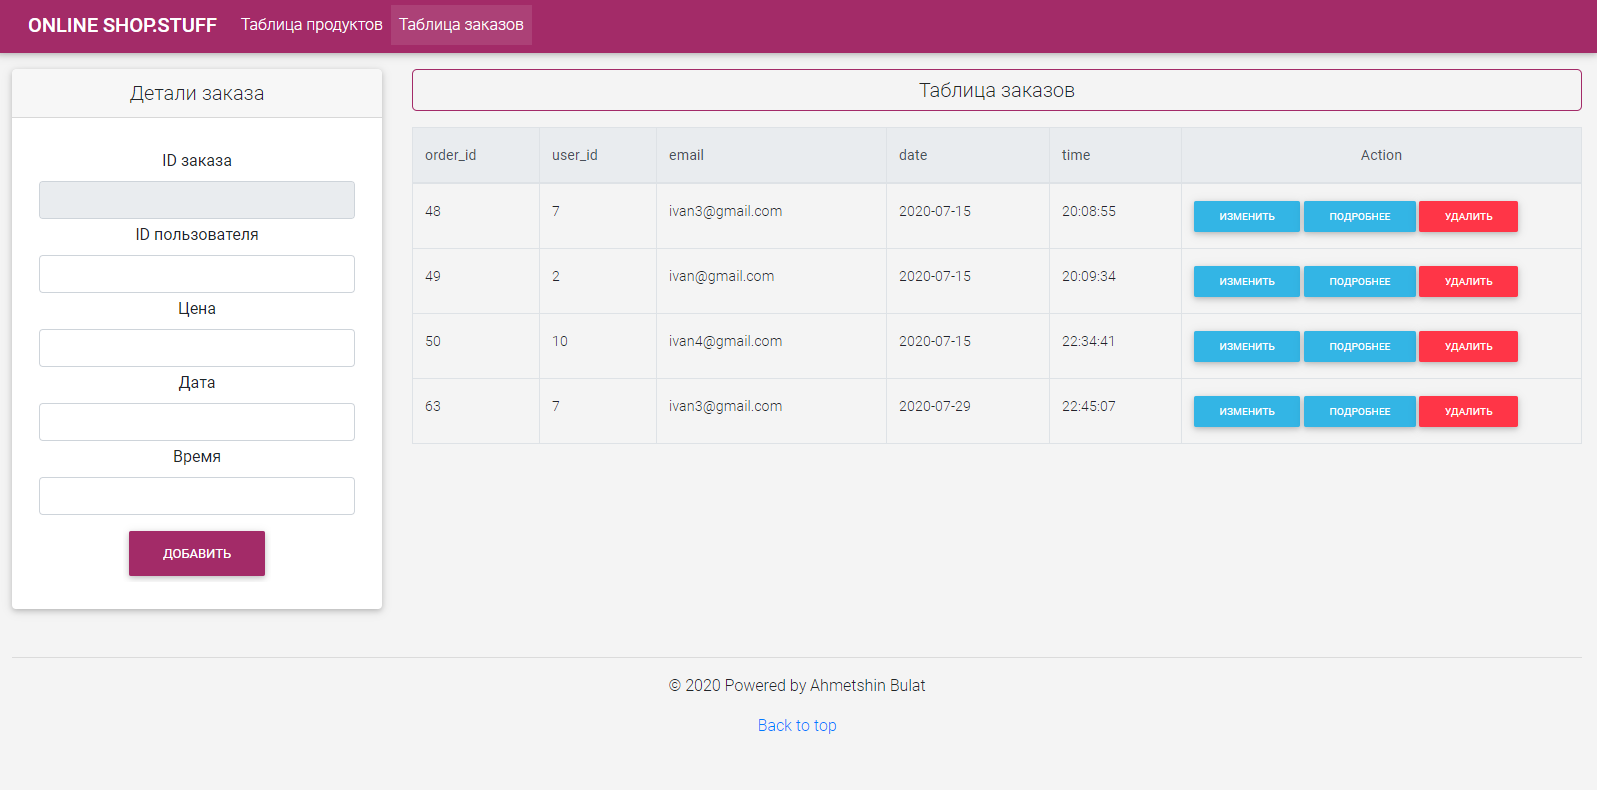 ONLINE SHOP.STUFF Таблица продуктов Таблица заказов
Детали заказа
ID заказа
ID пользователя
Цена
Дата
Время
ДОБАВИТЬ
Таблица заказов
order_id user_id email date time Action
48 7 ivan3@gmail.com 2020-07-15 20:08:55 ИЗМЕНИТЬ ПОДРОБНЕЕ УДАЛИТЬ
49 2 ivan@gmail.com 2020-07-15 20:09:34 ИЗМЕНИТЬ ПОДРОБНЕЕ УДАЛИТЬ
50 10 ivan4@gmail.com 2020-07-15 22:34:41 ИЗМЕНИТЬ ПОДРОБНЕЕ УДАЛИТЬ
63 7 ivan3@gmail.com 2020-07-29 22:45:07 ИЗМЕНИТЬ ПОДРОБНЕЕ УДАЛИТЬ
© 2020 Powered by Ahmetshin Bulat
Back to top